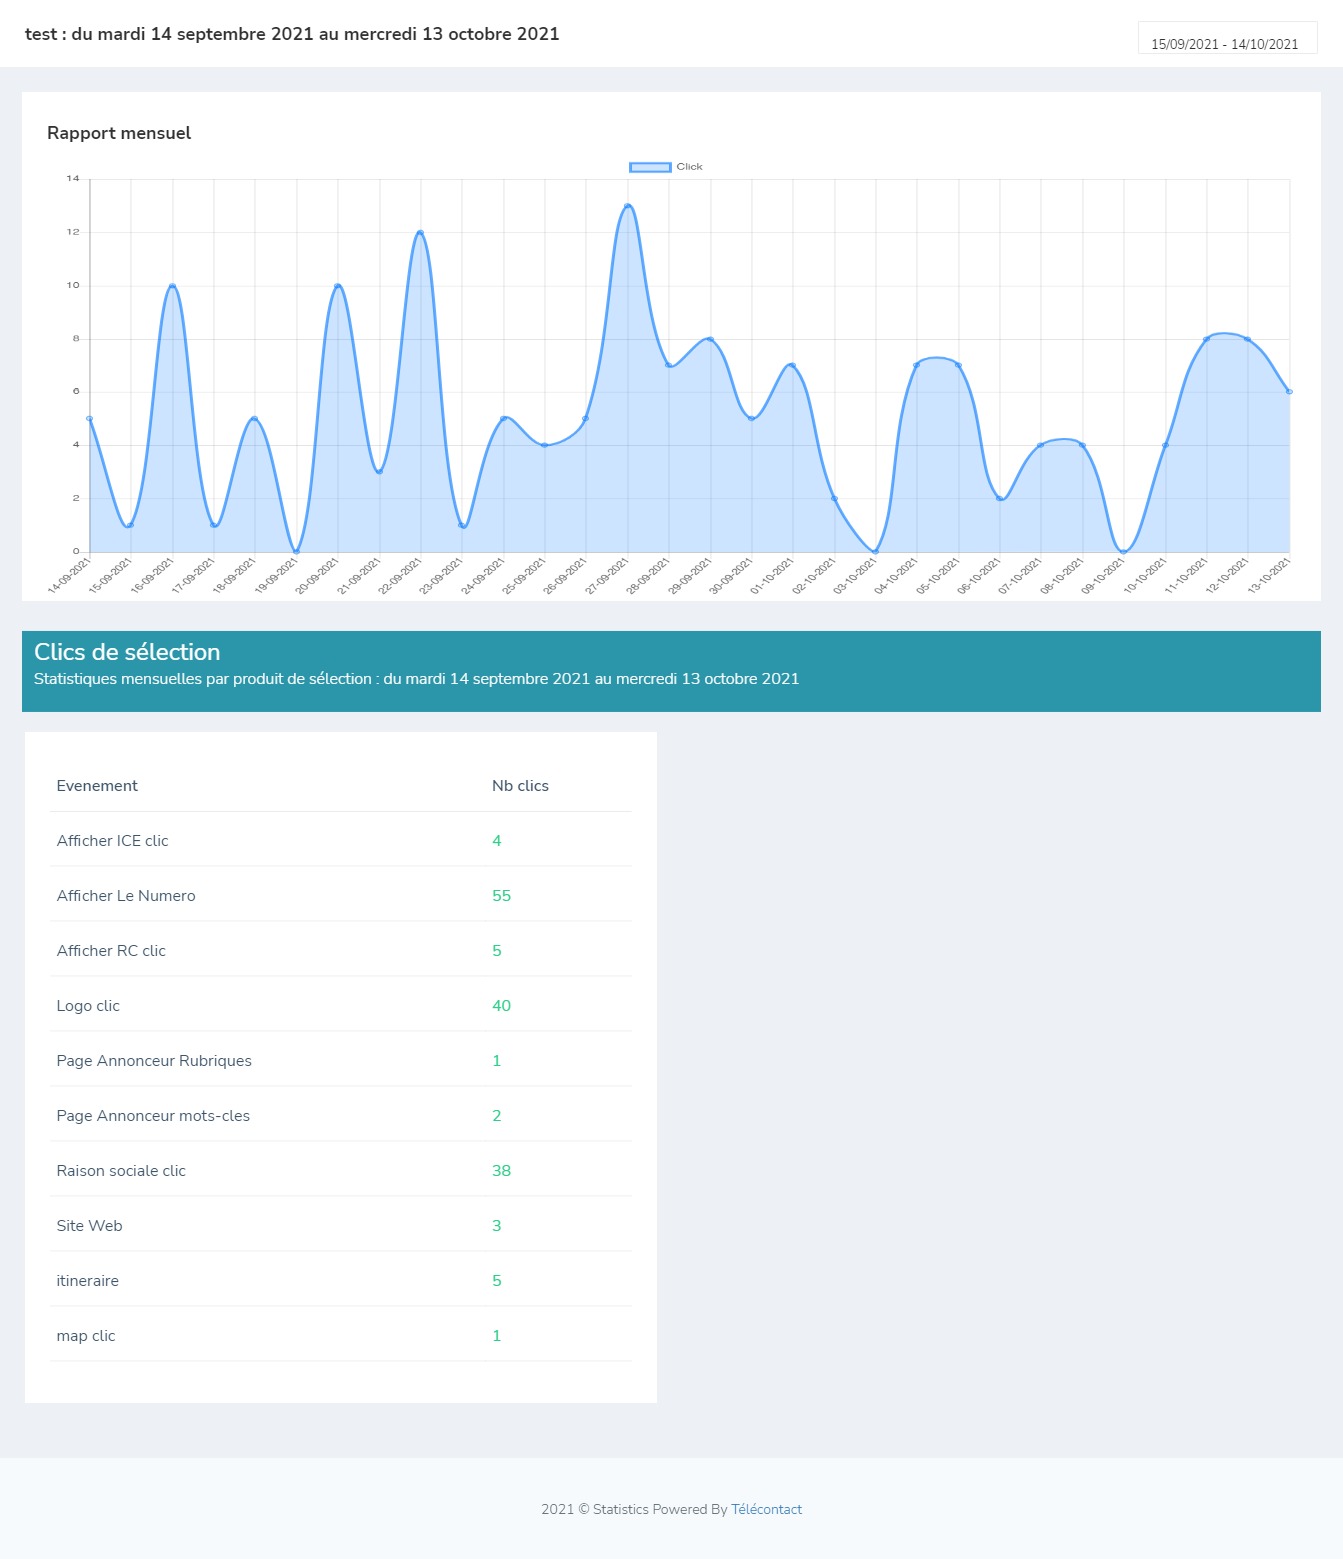 test : du mardi 14 septembre 2021 au mercredi 13 octobre 2021
15/09/2021 - 14/10/2021
Rapport mensuel
Click
14
12
10
8
6
4
2
0
14-09-2021
15-09-2021
16-09-2021
17-09-2021
18-09-2021
19-09-2021
20-09-2021
21-09-2021
22-09-2021
23-09-2021
24-09-2021
25-09-2021
26-09-2021
27-09-2021
28-09-2021
29-09-2021
30-09-2021
01-10-2021
02-10-2021
03-10-2021
04-10-2021
05-10-2021
06-10-2021
07-10-2021
08-10-2021
09-10-2021
10-10-2021
11-10-2021
12-10-2021
13-10-2021
Clics de sélection
Statistiques mensuelles par produit de sélection : du mardi 14 septembre 2021 au mercredi 13 octobre 2021
Evenement Nb clics
Afficher ICE clic 4
Afficher Le Numero 55
Afficher RC clic 5
Logo clic 40
Page Annonceur Rubriques 1
Page Annonceur mots-cles 2
Raison sociale clic 38
Site Web 3
itineraire 5
map clic 1
2021 © Statistics Powered By Télécontact